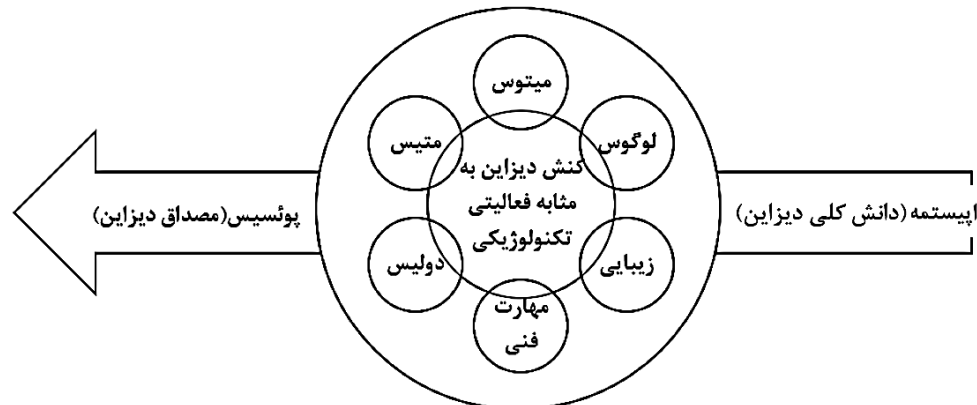 میتوس
لوگوس
متیس
کنش دیزاین به
مثابه فعالیتی
تکنولوژیکی
اپیستمه(دانش کلی دیزاین)
پوئسیس(مصداق دیزاین)
زیبایی
دولیس
مهارت
فنی